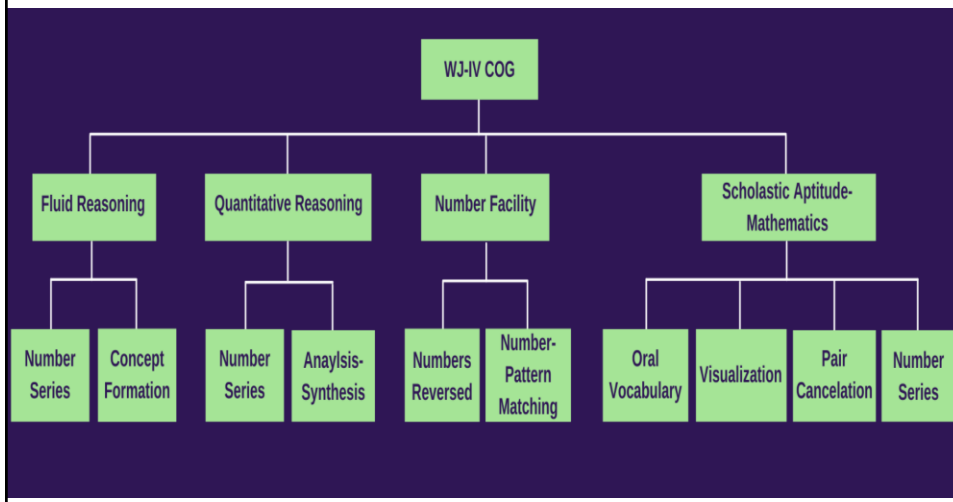 WJ-IV COG
Fluid Reasoning
Quantitative Reasoning
Number Facility
Scholastic Aptitude-
Mathematics
Number
Series
Concept
Formation
Number
Series
Anaylsis-
Synthesis
Numbers
Reversed
Number-
Pattern
Matching
Oral
Vocabulary
Visualization
Pair
Cancelation
Number
Series